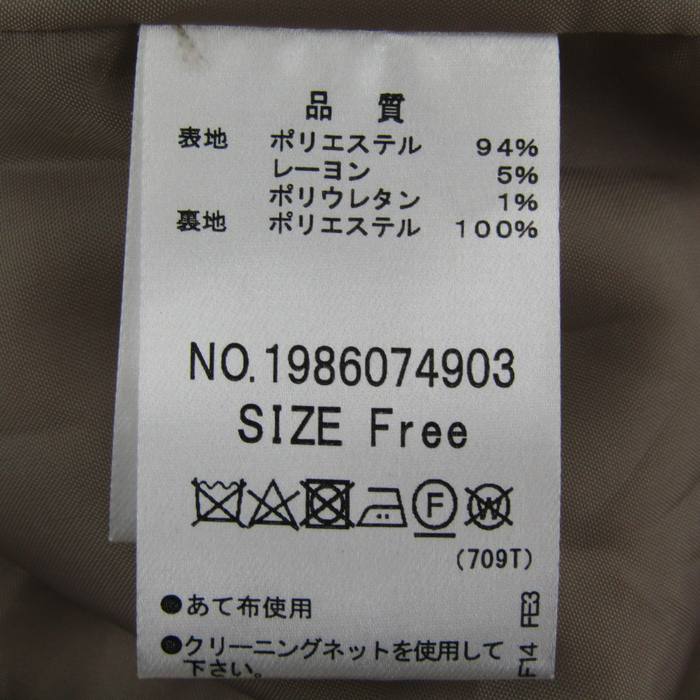 品 質
表地 ポリエステル 94%
レーヨン 5%
ポリウレタン 1%
裏地 ポリエステル 100%
NO.1986074903
SIZE Free
F W
(709T)
●あて布使用
●クリーニングネットを使用して
下さい。
F14 FE3